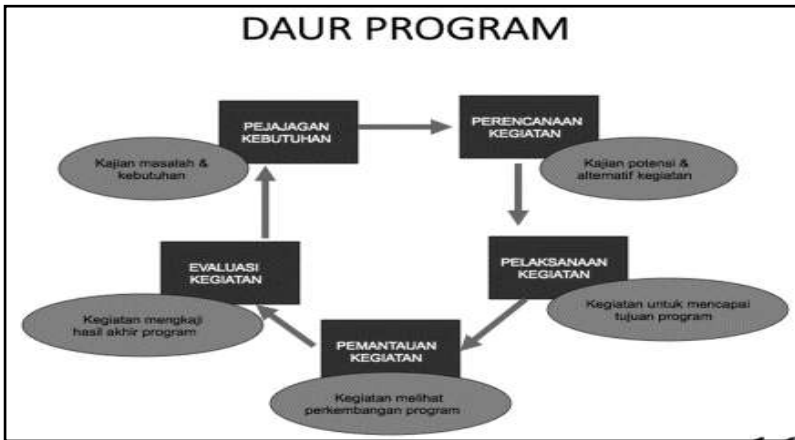 DAUR PROGRAM
PEJAJAGAN
KEBUTUHAN
Kajian masalah &
kebutuhan
PERENCANAAN
KEGIATAN
Kajian potensi &
alternatif kegiatan
PELAKSANAAN
KEGIATAN
Kegiatan untuk mencapai
tujuan program
PEMANTAUAN
KEGIATAN
Kegiatan melihat
perkembangan program
EVALUASI
KEGIATAN
Kegiatan mengkaji
hasil akhir program